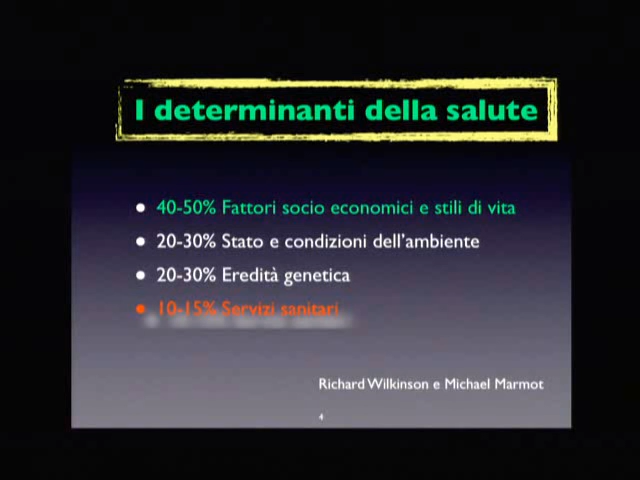 I determinanti della salute
• 40-50% Fattori socio economici e stili di vita
• 20-30% Stato e condizioni dell'ambiente
• 20-30% Eredità genetica
• 10-15% Servizi sanitari
Richard Wilkinson e Michael Marmot
4